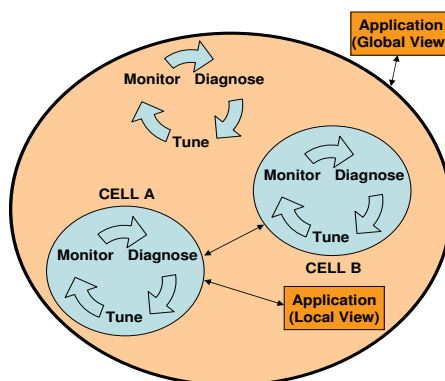 Application
(Global View)
Monitor Diagnose
Tune
CELL A
Monitor Diagnose
Tune
CELL B
Monitor Diagnose
Tune
Application
(Local View)